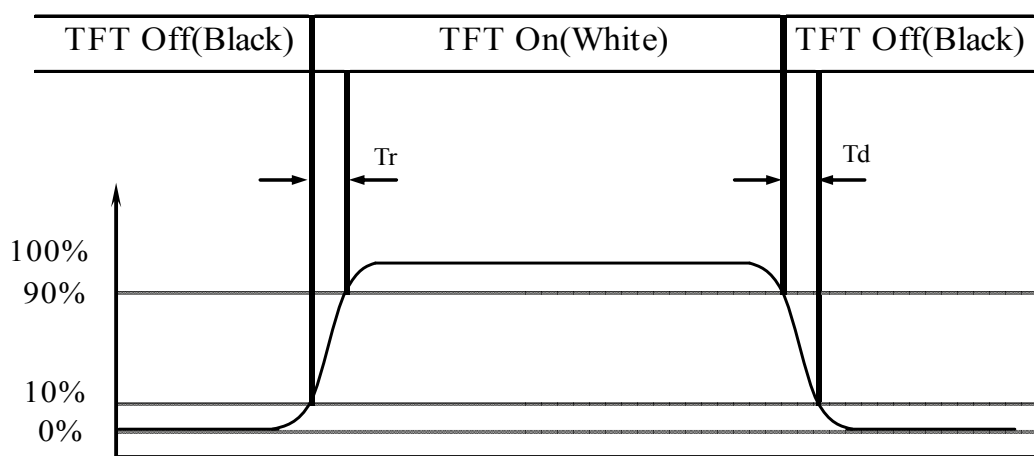 TFT Off(Black) TFT On(White) TFT Off(Black)
Tr Td
100%
90%
10%
0%